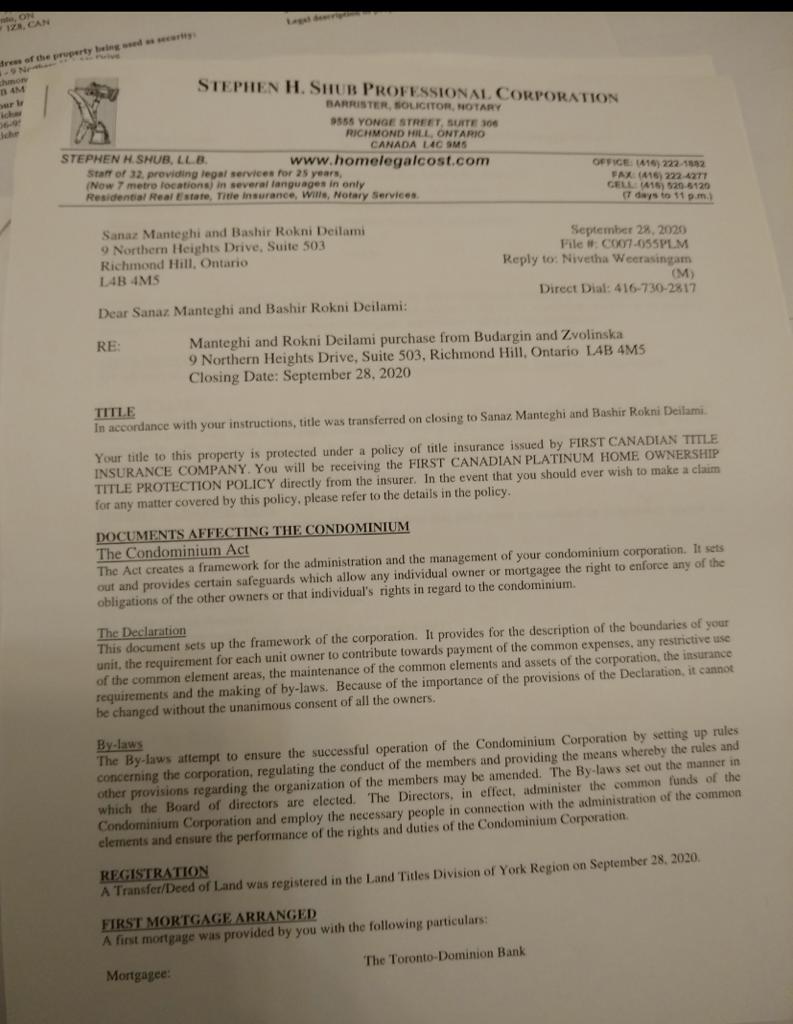 nto, ON
1Z8, CAN
Legal description
dress of the property being used as security:
- 9
STEPHEN H. SHUB PROFESSIONAL CORPORATION
BARRISTER, SOLICITOR, NOTARY
9555 YONGE STREET, SUITE 306
RICHMOND HILL, ONTARIO
CANADA L4C 9M5
STEPHEN H.SHUB, LL.B.
www.homelegalcost.com
OFFICE: (416) 222-1882
Staff of 32, providing legal services for 25 years,
FAX: (416) 222-4277
(Now 7 metro locations) in several languages in only
CELL: (416) 520-6120
Residential Real Estate, Title Insurance, Wills, Notary Services.
(7 days to 11 p.m.)
Sanaz Manteghi and Bashir Rokni Deilami
September 28, 2020
9 Northern Heights Drive, Suite 503
File #: C007-055PLM
Richmond Hill, Ontario
Reply to: Nivetha Weerasingam
(M)
L4B 4M5
Direct Dial: 416-730-2817
Dear Sanaz Manteghi and Bashir Rokni Deilami:
RE: Manteghi and Rokni Deilami purchase from Budargin and Zvolinska
9 Northern Heights Drive, Suite 503, Richmond Hill, Ontario L4B 4M5
Closing Date: September 28, 2020
TITLE
In accordance with your instructions, title was transferred on closing to Sanaz Manteghi and Bashir Rokni Deilami.
Your title to this property is protected under a policy of title insurance issued by FIRST CANADIAN TITLE
INSURANCE COMPANY. You will be receiving the FIRST CANADIAN PLATINUM HOME OWNERSHIP
TITLE PROTECTION POLICY directly from the insurer. In the event that you should ever wish to make a claim
for any matter covered by this policy, please refer to the details in the policy.
DOCUMENTS AFFECTING THE CONDOMINIUM
The Condominium Act
The Act creates a framework for the administration and the management of your condominium corporation. It sets
out and provides certain safeguards which allow any individual owner or mortgagee the right to enforce any of the
obligations of the other owners or that individual's rights in regard to the condominium.
The Declaration
This document sets up the framework of the corporation. It provides for the description of the boundaries of your
unit, the requirement for each unit owner to contribute towards payment of the common expenses, any restrictive use
of the common element areas, the maintenance of the common elements and assets of the corporation, the insurance
requirements and the making of by-laws. Because of the importance of the provisions of the Declaration, it cannot
be changed without the unanimous consent of all the owners.
By-laws
The By-laws attempt to ensure the successful operation of the Condominium Corporation by setting up rules
concerning the corporation, regulating the conduct of the members and providing the means whereby the rules and
other provisions regarding the organization of the members may be amended. The By-laws set out the manner in
which the Board of directors are elected. The Directors, in effect, administer the common funds of the
Condominium Corporation and employ the necessary people in connection with the administration of the common
elements and ensure the performance of the rights and duties of the Condominium Corporation.
REGISTRATION
A Transfer/Deed of Land was registered in the Land Titles Division of York Region on September 28, 2020.
FIRST MORTGAGE ARRANGED
A first mortgage was provided by you with the following particulars:
Mortgagee: The Toronto-Dominion Bank